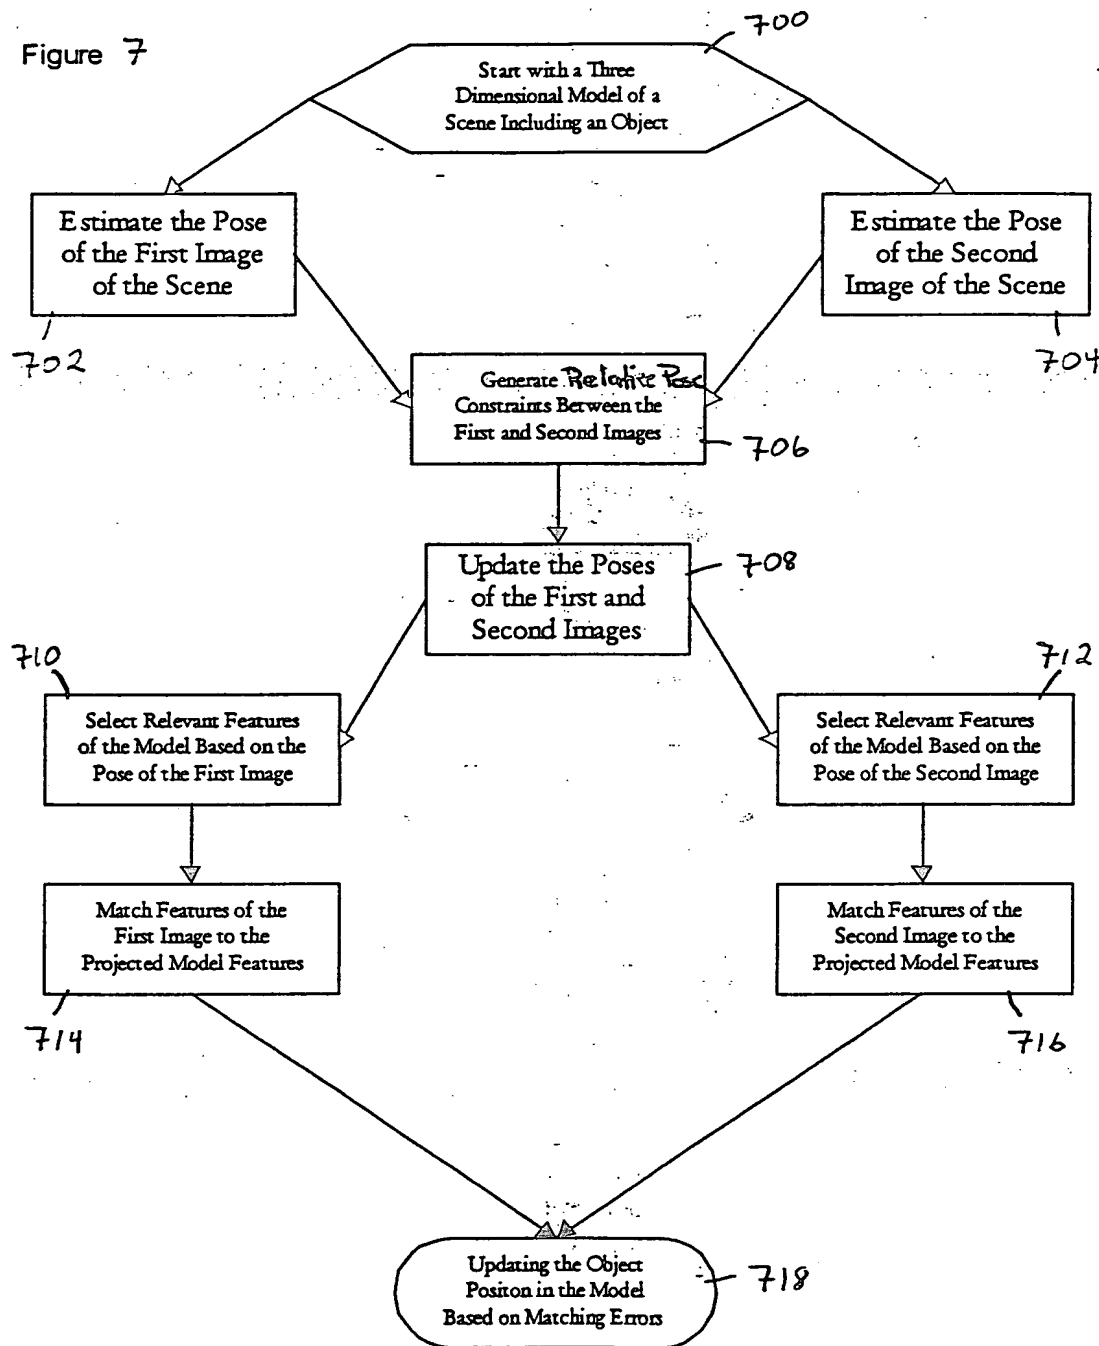 Figure 7
700
Start with a Three
Dimensional Model of a
Scene Including an Object
Estimate the Pose
of the First Image
of the Scene
702
Estimate the Pose
of the Second
Image of the Scene
704
Generate Relative Pose
Constraints Between the
First and Second Images
706
Update the Poses
of the First and
Second Images
708
710
Select Relevant Features
of the Model Based on the
Pose of the First Image
712
Select Relevant Features
of the Model Based on the
Pose of the Second Image
Match Features of the
First Image to the
Projected Model Features
714
Match Features of the
Second Image to the
Projected Model Features
716
Updating the Object
Positon in the Model
Based on Matching Errors
718